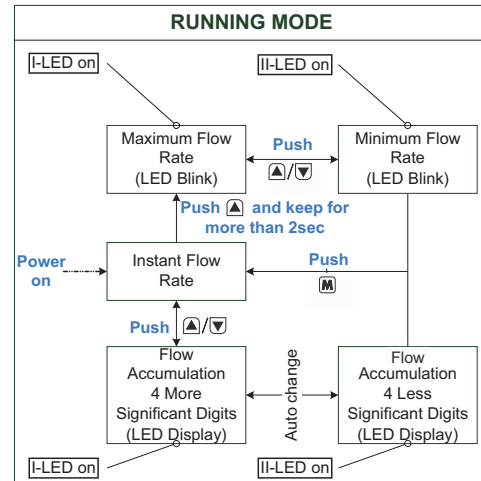 RUNNING MODE
I-LED on
II-LED on
Maximum Flow
Rate
(LED Blink)
Push
▲/▼
Minimum Flow
Rate
(LED Blink)
Push ▲ and keep for
more than 2sec
Power
on
Instant Flow
Rate
Push
M
Push ▲/▼
Flow
Accumulation
4 More
Significant Digits
(LED Display)
Auto change
Flow
Accumulation
4 Less
Significant Digits
(LED Display)
I-LED on
II-LED on